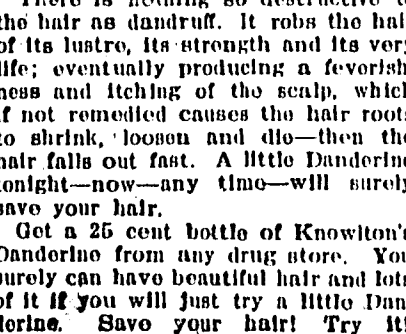 There is nothing so destructive to
the hair as dandruff. It robs the hai
of its lustre, its strength and its ver
life; eventually producing a feverish
ness and itching of the scalp, which
if not remedied causes the hair root
to shrink, loosen and die—then the
hair falls out fast. A little Danderine
tonight—now—any time—will surely
save your hair.
Get a 25 cent bottle of Knowlton's
Danderine from any drug store. You
surely can have beautiful hair and lots
of it if you will just try a little Dan
derine. Save your hair! Try it!